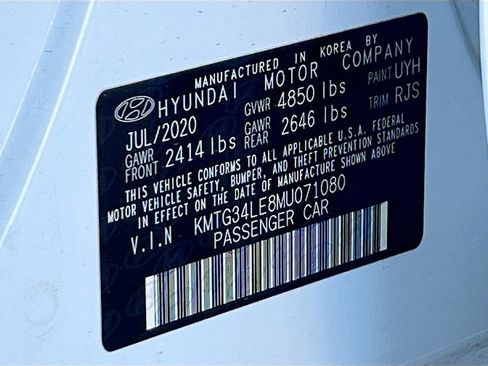 MANUFACTURED IN KOREA BY
HYUNDAI MOTOR COMPANY
JUL/2020 GVWR 4850 lbs PAINT UYH
GAWR FRONT 2414 lbs GAWR REAR 2646 lbs TRIM RJS
THIS VEHICLE CONFORMS TO ALL APPLICABLE U.S.A. FEDERAL
MOTOR VEHICLE SAFETY, BUMPER, AND THEFT PREVENTION STANDARDS
IN EFFECT ON THE DATE OF MANUFACTURE SHOWN ABOVE.
V.I.N KMTG34LE8MU071080
PASSENGER CAR